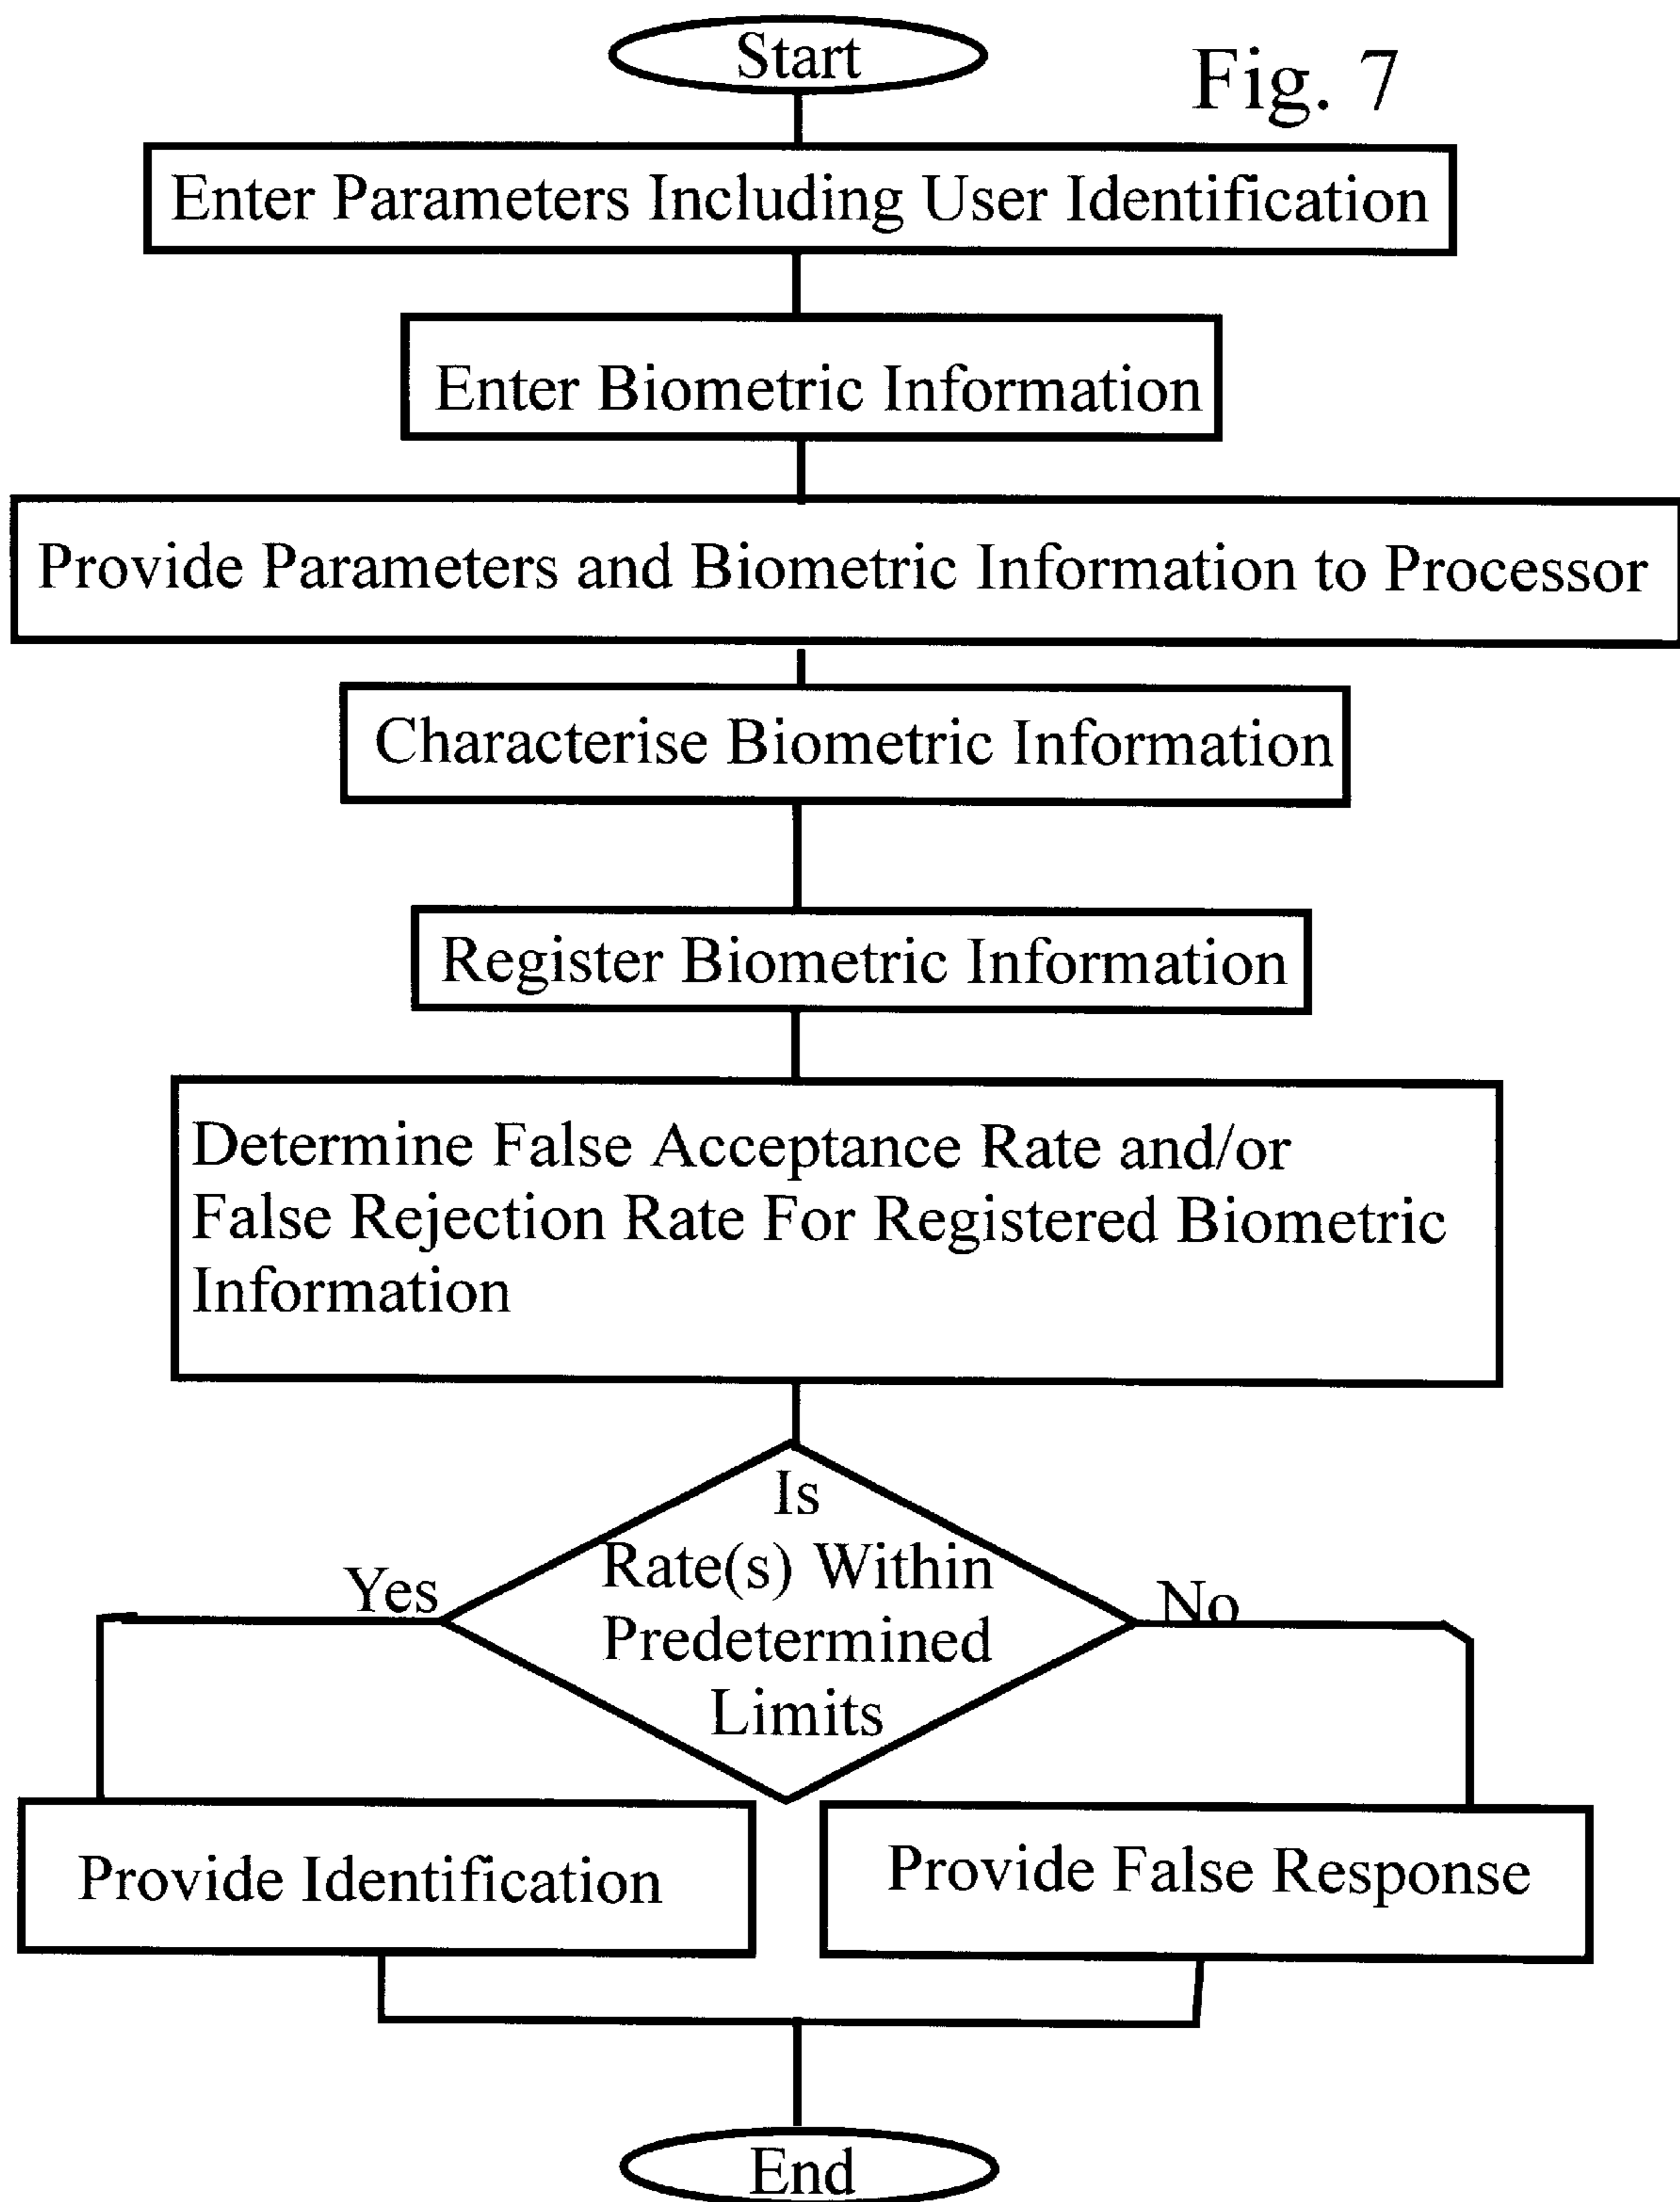 Start
Fig. 7
Enter Parameters Including User Identification
Enter Biometric Information
Provide Parameters and Biometric Information to Processor
Characterise Biometric Information
Register Biometric Information
Determine False Acceptance Rate and/or
False Rejection Rate For Registered Biometric
Information
Is
Rate(s) Within
Predetermined
Limits
Yes
No
Provide Identification
Provide False Response
End